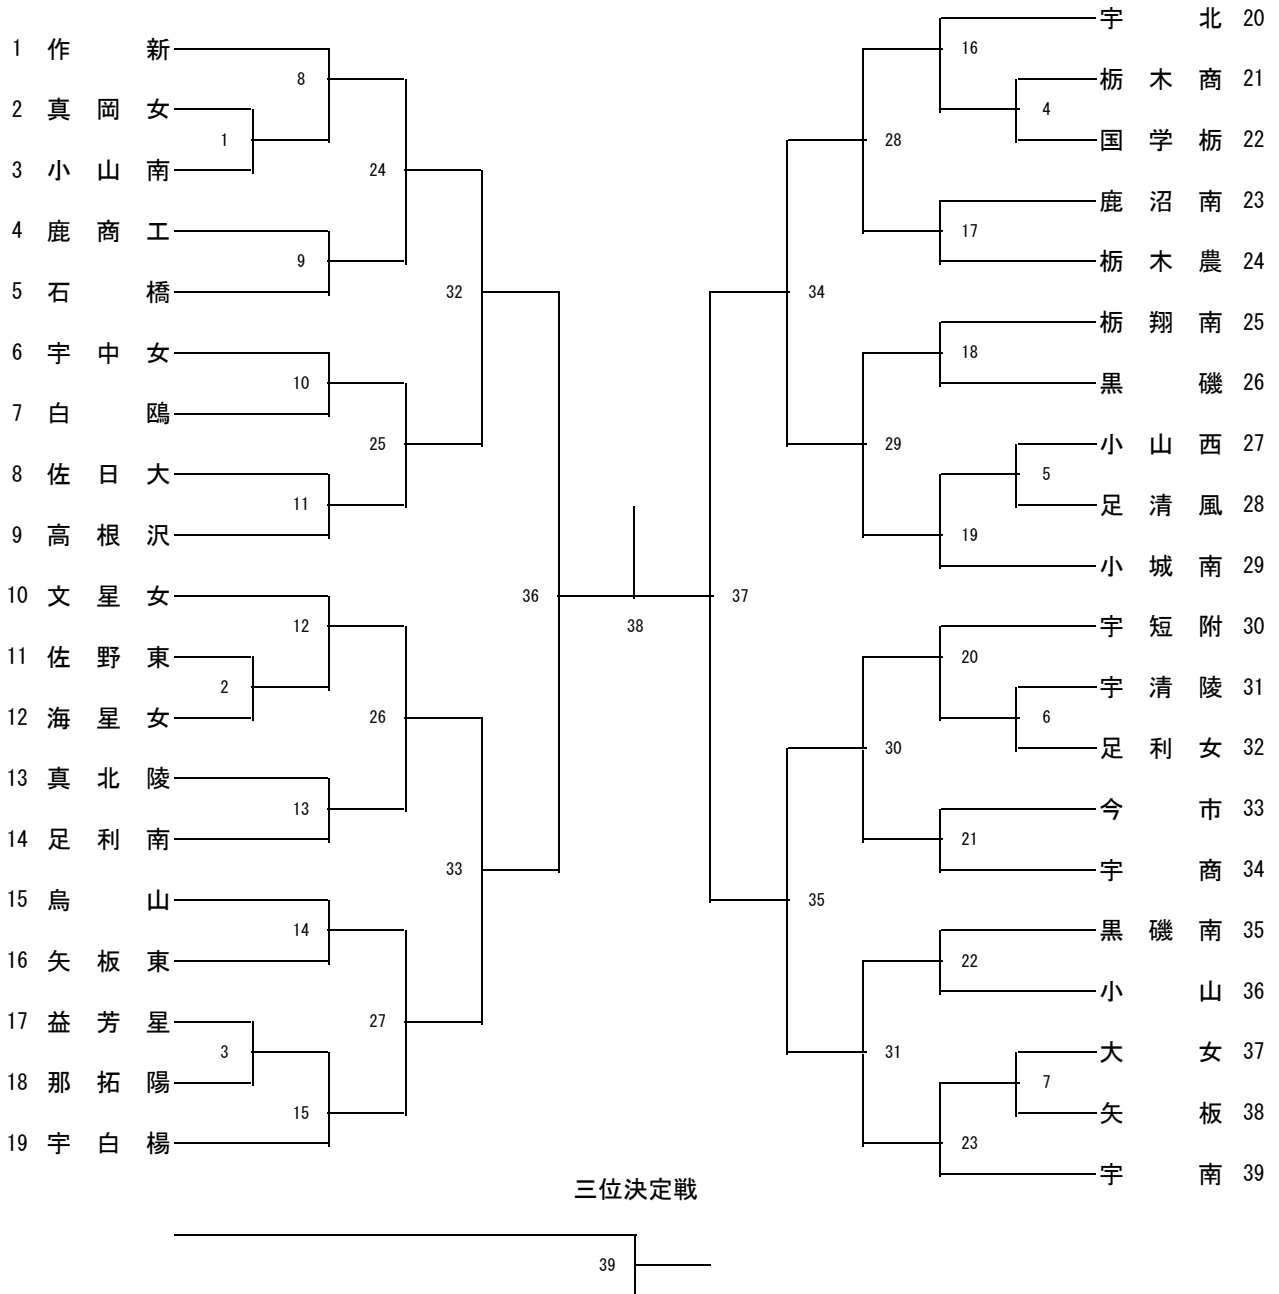 1 作新
2 真岡女
3 小山南
4 鹿商工
5 石橋
6 宇中女
7 白鴎
8 佐日大
9 高根沢
10 文星女
11 佐野東
12 海星女
13 真北陵
14 足利南
15 烏山
16 矢板東
17 益芳星
18 那拓陽
19 宇白楊
1
2
3
8
9
10
11
12
13
14
15
24
25
26
27
32
33
36
38
37
34
35
28
29
30
31
16
17
18
19
20
21
22
23
4
5
6
7
宇北 20
栃木商 21
国学栃 22
鹿沼南 23
栃木農 24
栃翔南 25
黒磯 26
小山西 27
足清風 28
小城南 29
宇短附 30
宇清陵 31
足利女 32
今市 33
宇商 34
黒磯南 35
小山 36
大女 37
矢板 38
宇南 39
三位決定戦
39